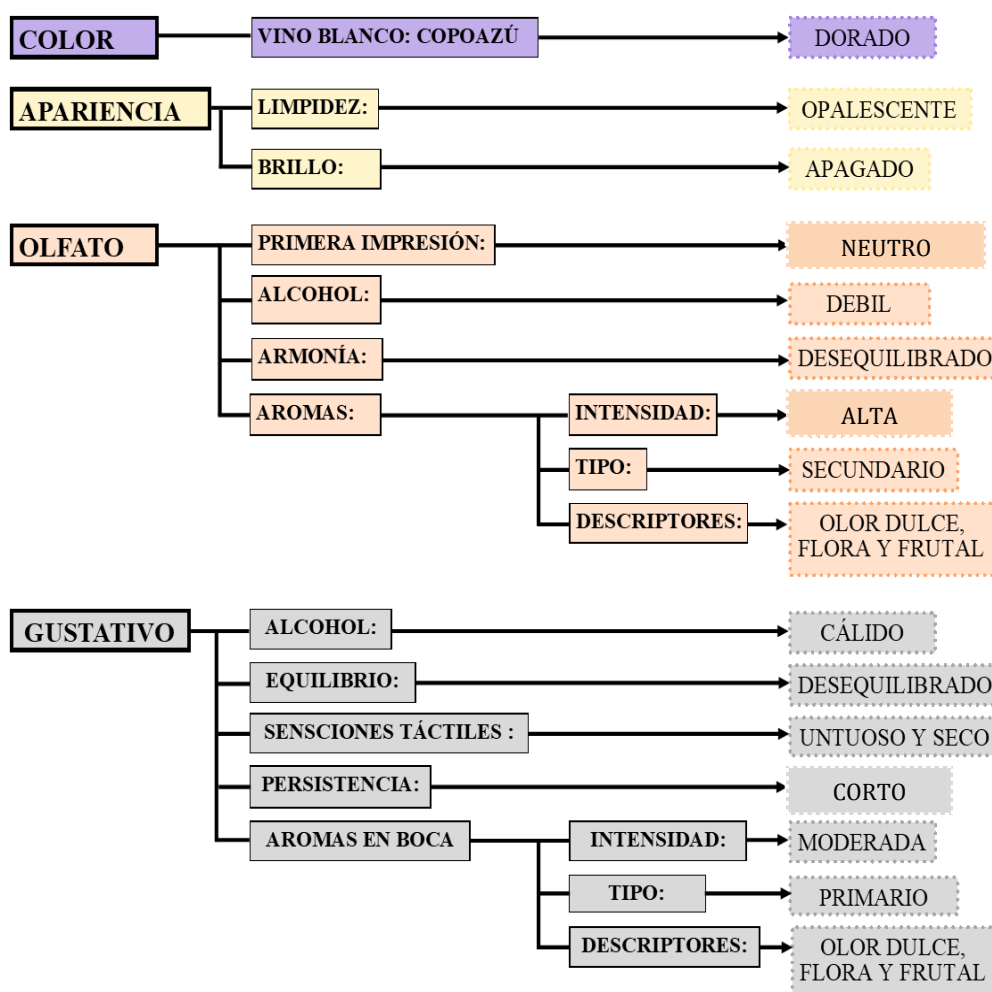 COLOR
VINO BLANCO: COPOAZÚ
DORADO
APARIENCIA
LIMPIDEZ:
OPALESCENTE
BRILLO:
APAGADO
OLFATO
PRIMERA IMPRESIÓN:
NEUTRO
ALCOHOL:
DEBIL
ARMONÍA:
DESEQUILIBRADO
AROMAS:
INTENSIDAD:
ALTA
TIPO:
SECUNDARIO
DESCRIPTORES:
OLOR DULCE,
FLORA Y FRUTAL
GUSTATIVO
ALCOHOL:
CÁLIDO
EQUILIBRIO:
DESEQUILIBRADO
SENSCIONES TÁCTILES :
UNTUOSO Y SECO
PERSISTENCIA:
CORTO
AROMAS EN BOCA
INTENSIDAD:
MODERADA
TIPO:
PRIMARIO
DESCRIPTORES:
OLOR DULCE,
FLORA Y FRUTAL